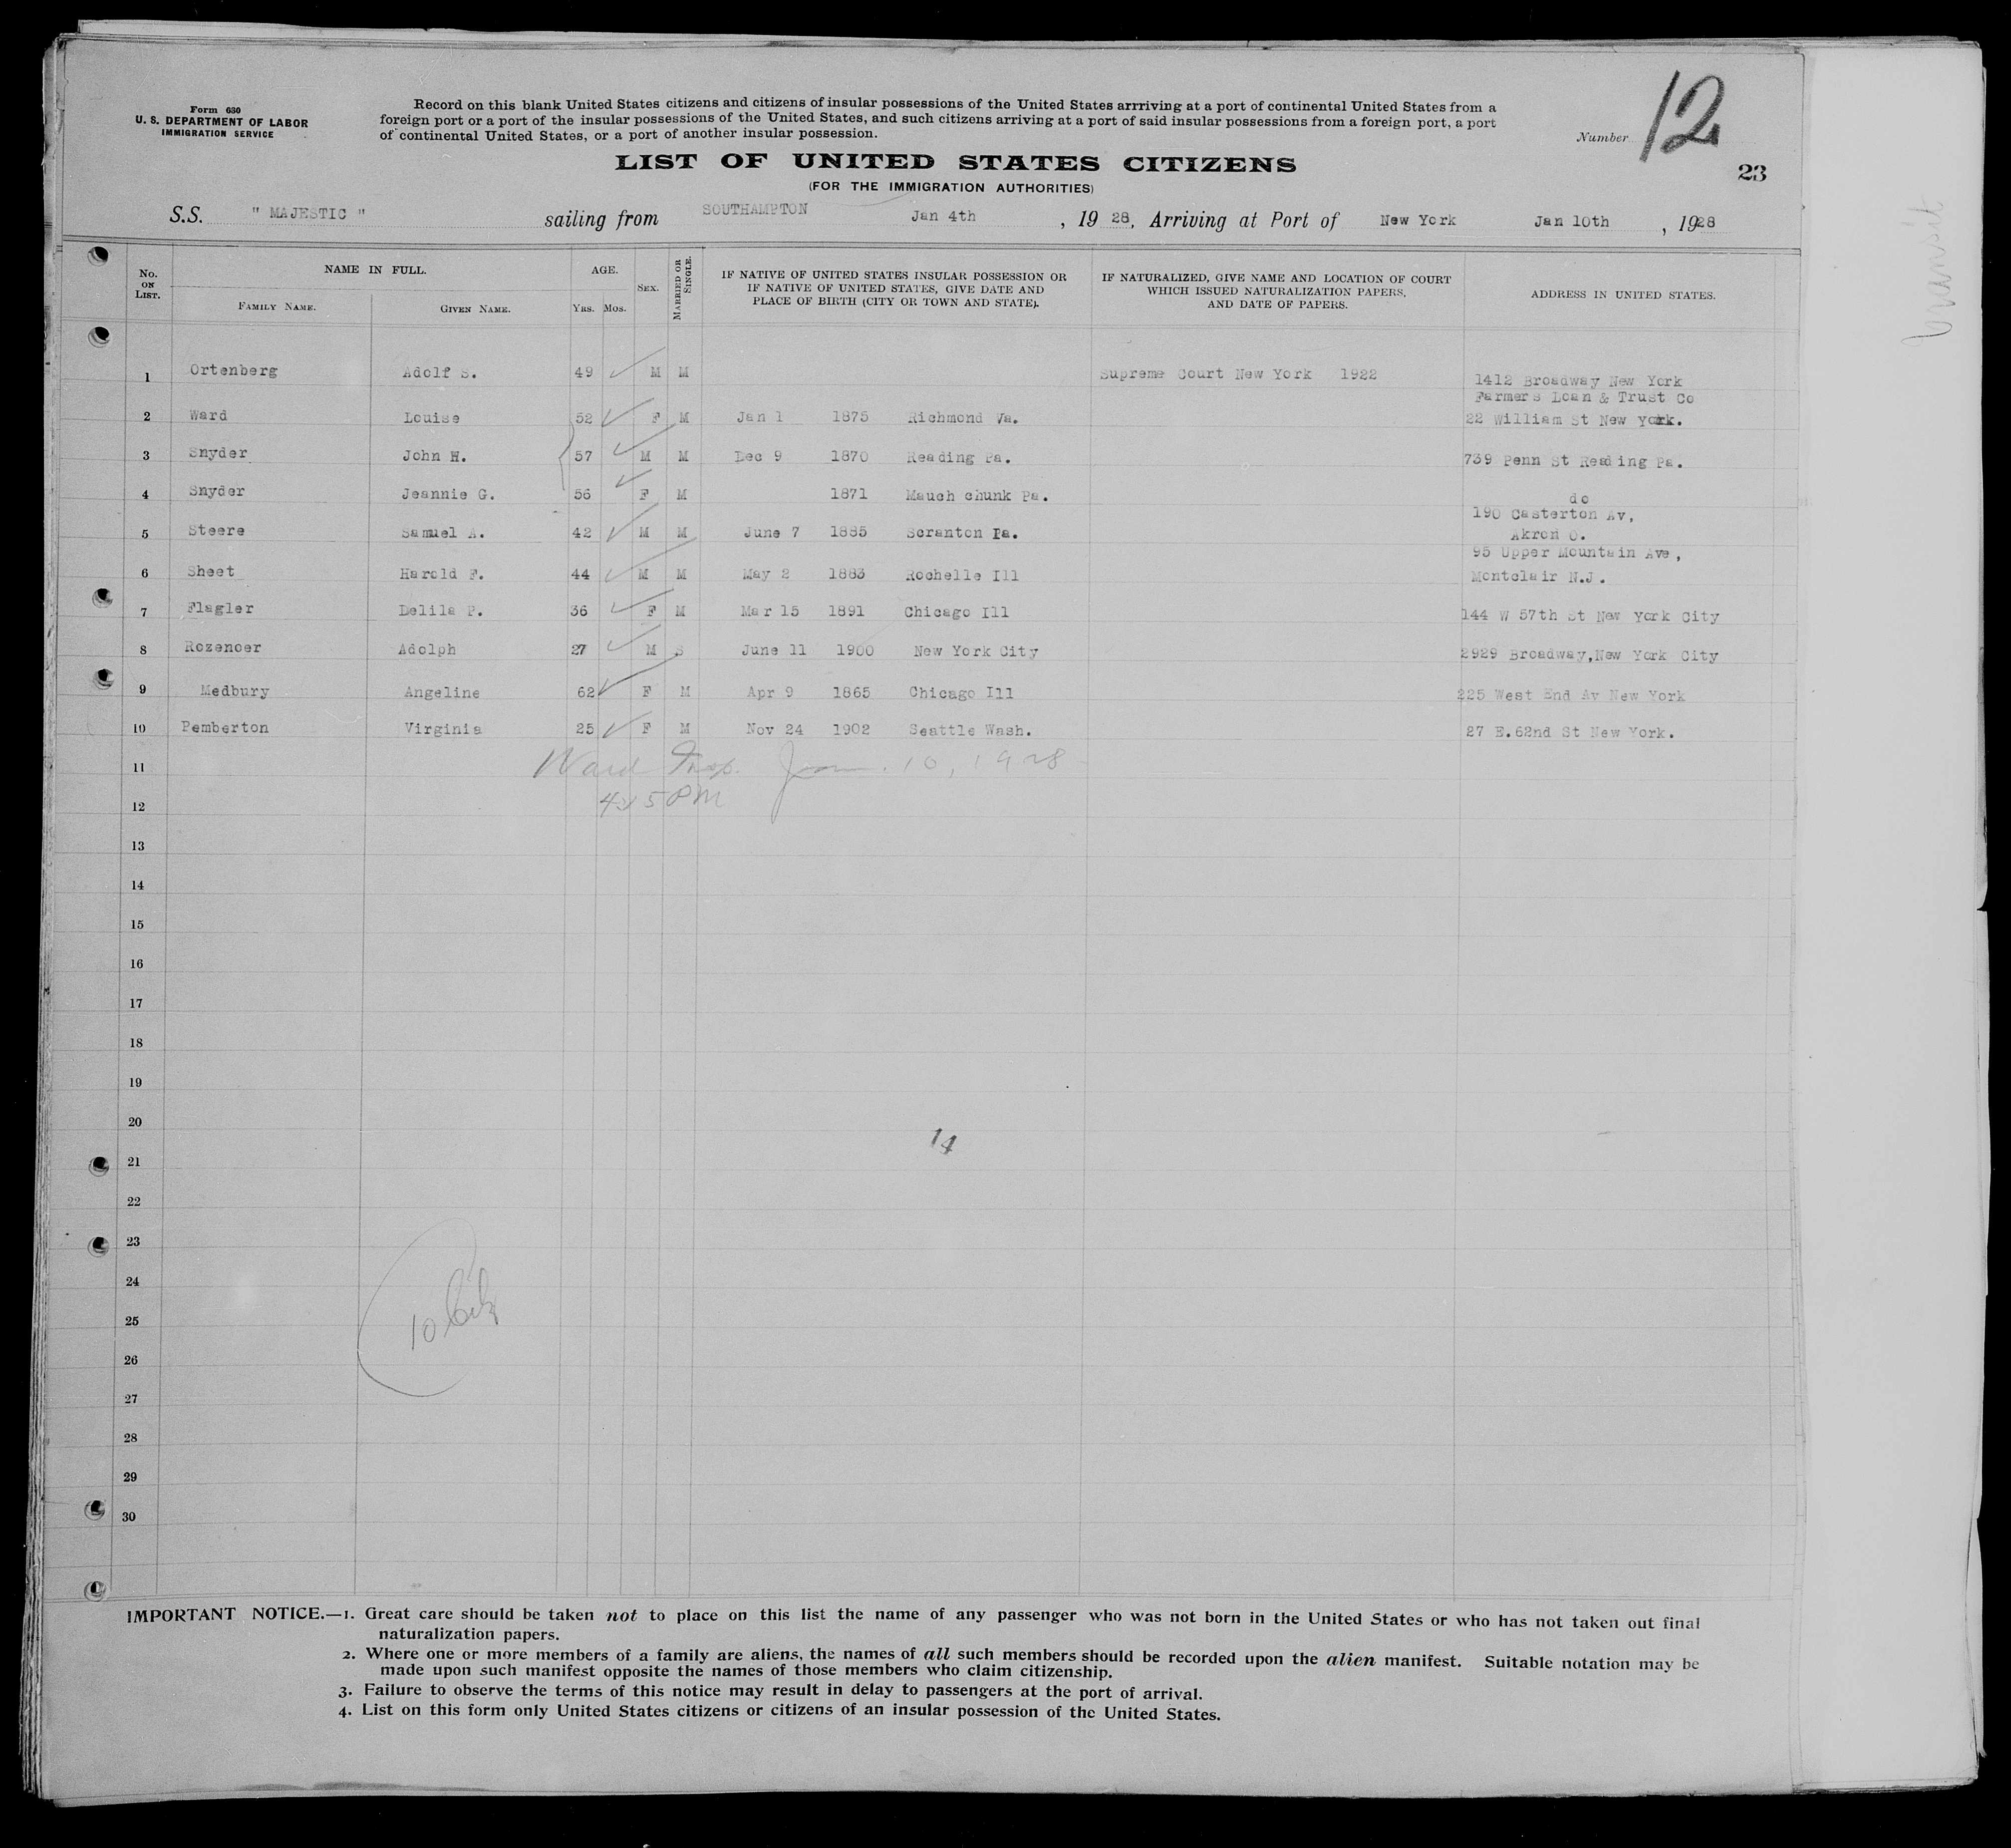 Form 630
U. S. DEPARTMENT OF LABOR
IMMIGRATION SERVICE
Record on this blank United States citizens and citizens of insular possessions of the United States arrriving at a port of continental United States from a
foreign port or a port of the insular possessions of the United States, and such citizens arriving at a port of said insular possessions from a foreign port, a port
of continental United States, or a port of another insular possession.
Number 12
23
LIST OF UNITED STATES CITIZENS
(FOR THE IMMIGRATION AUTHORITIES)
S.S. " MAJESTIC " sailing from SOUTHAMPTON Jan 4th , 19 28, Arriving at Port of New York Jan 10th , 1928
No. ON LIST. NAME IN FULL. FAMILY NAME. GIVEN NAME. AGE. YRS. MOS. SEX. MARRIED OR SINGLE. IF NATIVE OF UNITED STATES INSULAR POSSESSION OR IF NATIVE OF UNITED STATES, GIVE DATE AND PLACE OF BIRTH (CITY OR TOWN AND STATE). IF NATURALIZED, GIVE NAME AND LOCATION OF COURT WHICH ISSUED NATURALIZATION PAPERS, AND DATE OF PAPERS. ADDRESS IN UNITED STATES.
1 Ortenberg Adolf S. 49 M M Supreme Court New York 1922 1412 Broadway New York
Farmers Loan & Trust Co
2 Ward Louise 52 F M Jan 1 1875 Richmond Va. 22 William St New York.
3 Snyder John H. 57 M M Dec 9 1870 Reading Pa. 739 Penn St Reading Pa.
4 Snyder Jeannie G. 56 F M 1871 Mauch chunk Pa. do
190 Casterton Av,
5 Steere Samuel A. 42 M M June 7 1885 Scranton Pa. Akron O.
95 Upper Mountain Ave,
6 Sheet Harold F. 44 M M May 2 1883 Rochelle Ill Montclair N.J.
7 Flagler Delila P. 36 F M Mar 15 1891 Chicago Ill 144 W 57th St New York City
8 Rozenoer Adolph 27 M S June 11 1900 New York City 2929 Broadway,New York City
9 Medbury Angeline 62 F M Apr 9 1865 Chicago Ill 225 West End Av New York
10 Pemberton Virginia 25 F M Nov 24 1902 Seattle Wash. 27 E.62nd St New York.
11 Ward Insp. Jan. 10, 1928
12 PM
13
14
15
16
17
18
19
20
14
21
22
23
24
25 10
26
27
28
29
30
IMPORTANT NOTICE.—1. Great care should be taken not to place on this list the name of any passenger who was not born in the United States or who has not taken out final
naturalization papers.
2. Where one or more members of a family are aliens, the names of all such members should be recorded upon the alien manifest. Suitable notation may be
made upon such manifest opposite the names of those members who claim citizenship.
3. Failure to observe the terms of this notice may result in delay to passengers at the port of arrival.
4. List on this form only United States citizens or citizens of an insular possession of the United States.
Transit